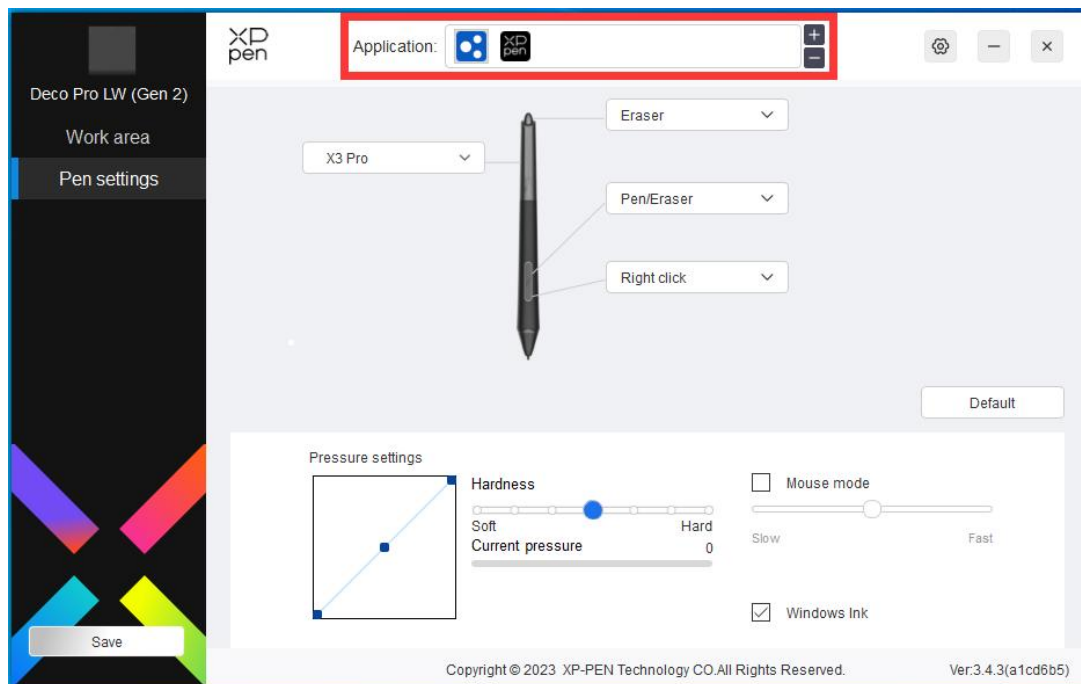 XP
pen
Application:
XP
pen
Deco Pro LW (Gen 2)
Work area
Pen settings
Eraser
X3 Pro
Pen/Eraser
Right click
Default
Pressure settings
Hardness
Soft Hard
Current pressure 0
Mouse mode
Slow Fast
Windows Ink
Save
Copyright © 2023 XP-PEN Technology CO.All Rights Reserved.
Ver:3.4.3(a1cd6b5)